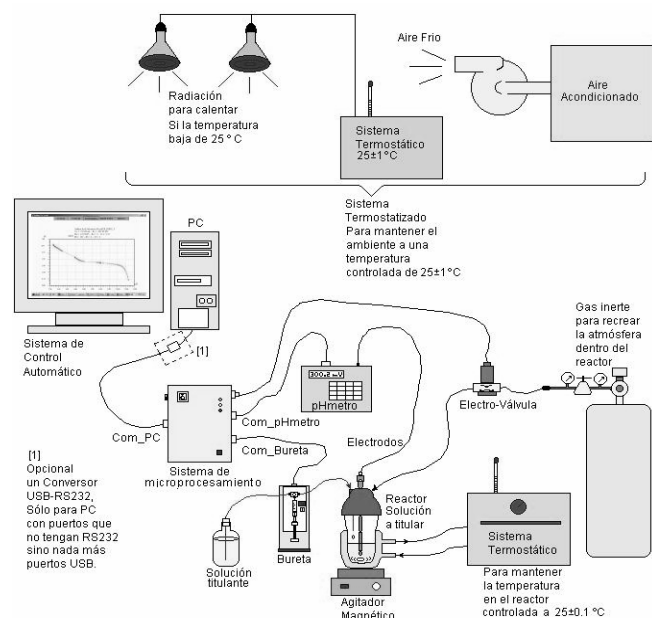 Aire Frio
Aire
Acondicionado
Radiación
para calentar
Si la temperatura
baja de 25 ° C
Sistema
Termostático
25±1°C
Sistema
Termostatizado
Para mantener el
ambiente a una
temperatura
controlada de 25±1°C
PC
Sistema de
Control
Automático
[1]
300.2 mV
pHmetro
Gas inerte
para recrear
la atmósfera
dentro del
reactor
Electro-Válvula
Com_PC
Com_pHmetro
Com_Bureta
Electrodos
Sistema de
microprocesamiento
[1]
Opcional
un Conversor
USB-RS232,
Sólo para PC
con puertos que
no tengan RS232
sino nada más
puertos USB.
Solución
titulante
Bureta
Reactor
Solución
a titular
Agitador
Magnético
Sistema
Termostático
Para mantener
la temperatura
en el reactor
controlada a 25±0.1 °C